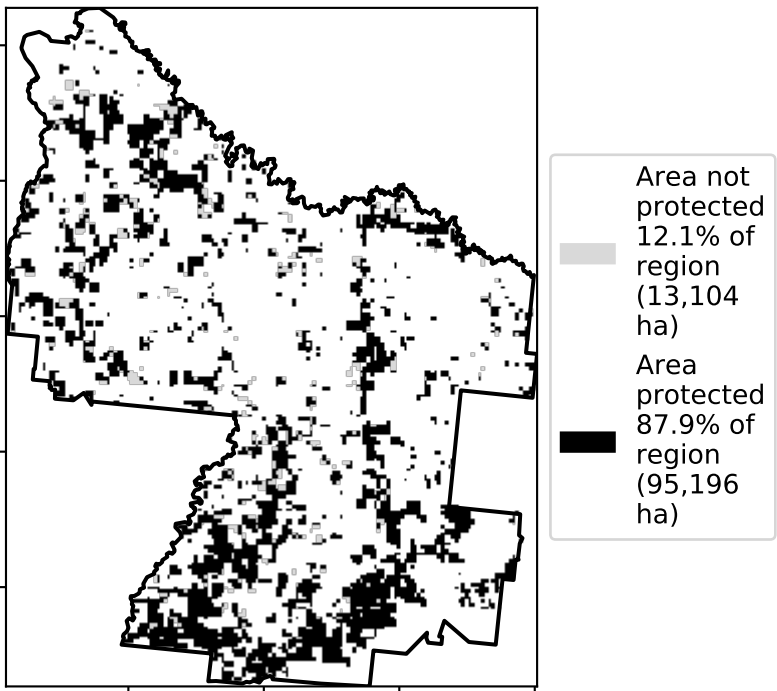 Area not
protected
12.1% of
region
(13,104
ha)
Area
protected
87.9% of
region
(95,196
ha)